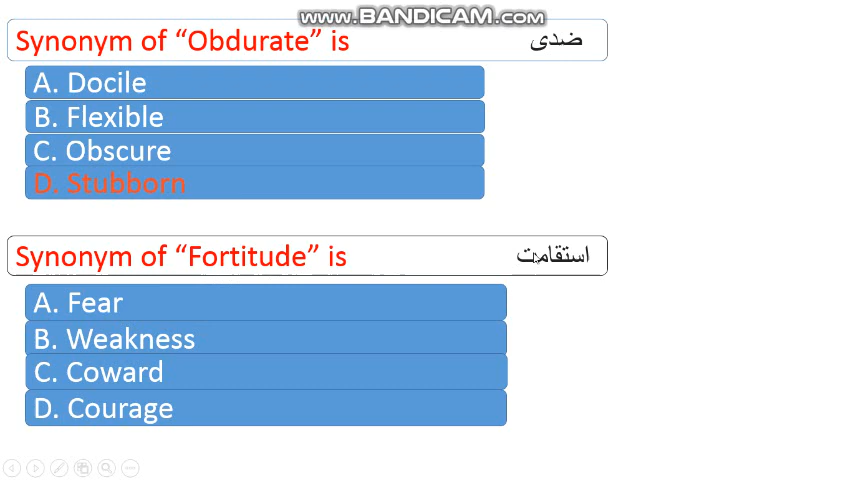 WWW.BANDICAM.COM
Synonym of “Obdurate” is ضدی
A. Docile
B. Flexible
C. Obscure
D. Stubborn
Synonym of “Fortitude” is استقامت
A. Fear
B. Weakness
C. Coward
D. Courage